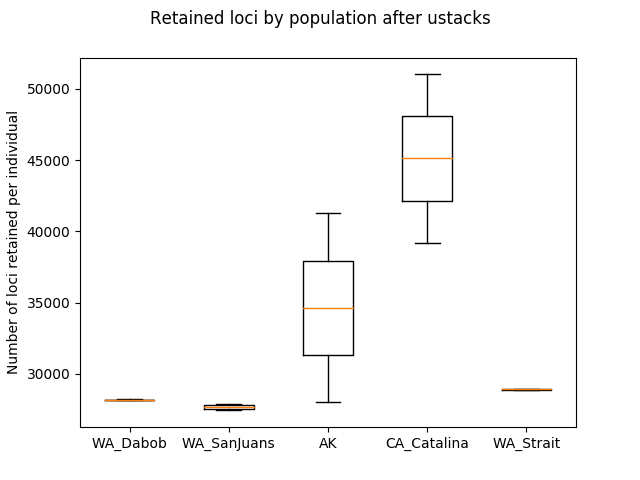 Retained loci by population after ustacks
Number of loci retained per individual
50000
45000
40000
35000
30000
WA_Dabob
WA_SanJuans
AK
CA_Catalina
WA_Strait